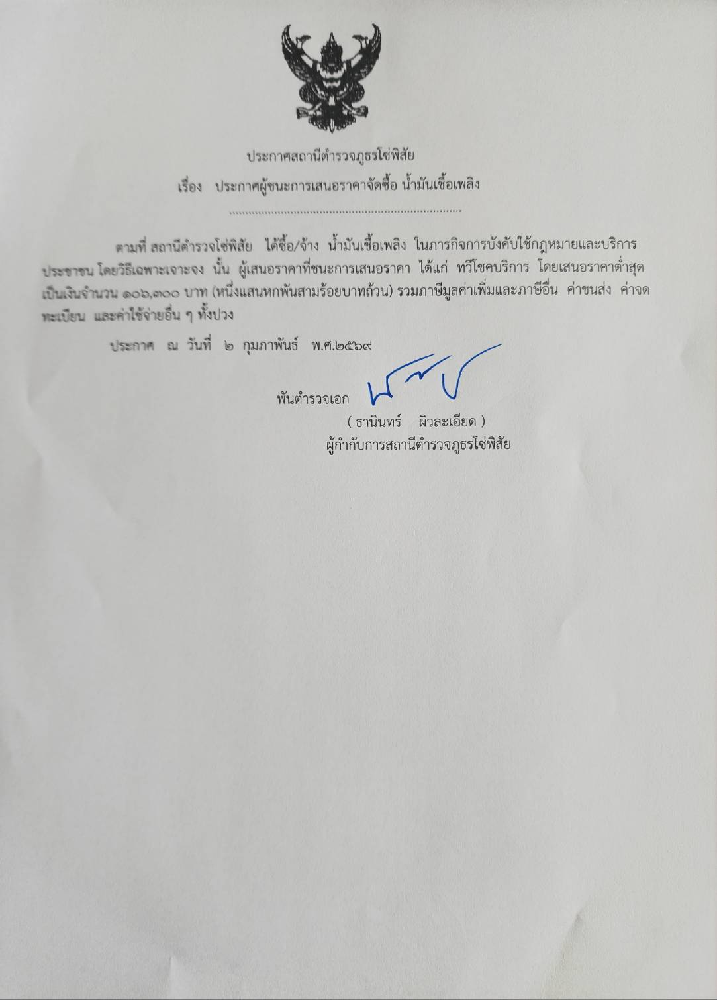 ประกาศสถานีตำรวจภูธรโซ่พิสัย
เรื่อง ประกาศผู้ชนะการเสนอราคาจัดซื้อ น้ำมันเชื้อเพลิง
......................................................................
ตามที่ สถานีตำรวจโซ่พิสัย ได้ซื้อ/จ้าง น้ำมันเชื้อเพลิง ในภารกิจการบังคับใช้กฎหมายและบริการ
ประชาชน โดยวิธีเฉพาะเจาะจง นั้น ผู้เสนอราคาที่ชนะการเสนอราคา ได้แก่ ทวีโชคบริการ โดยเสนอราคาต่ำสุด
เป็นเงินจำนวน ๑๐๖,๓๐๐ บาท (หนึ่งแสนหกพันสามร้อยบาทถ้วน) รวมภาษีมูลค่าเพิ่มและภาษีอื่น ค่าขนส่ง ค่าจด
ทะเบียน และค่าใช้จ่ายอื่น ๆ ทั้งปวง
ประกาศ ณ วันที่ ๒ กุมภาพันธ์ พ.ศ.๒๕๖๙
พันตำรวจเอก
( ธานินทร์ ผิวละเอียด )
ผู้กำกับการสถานีตำรวจภูธรโซ่พิสัย